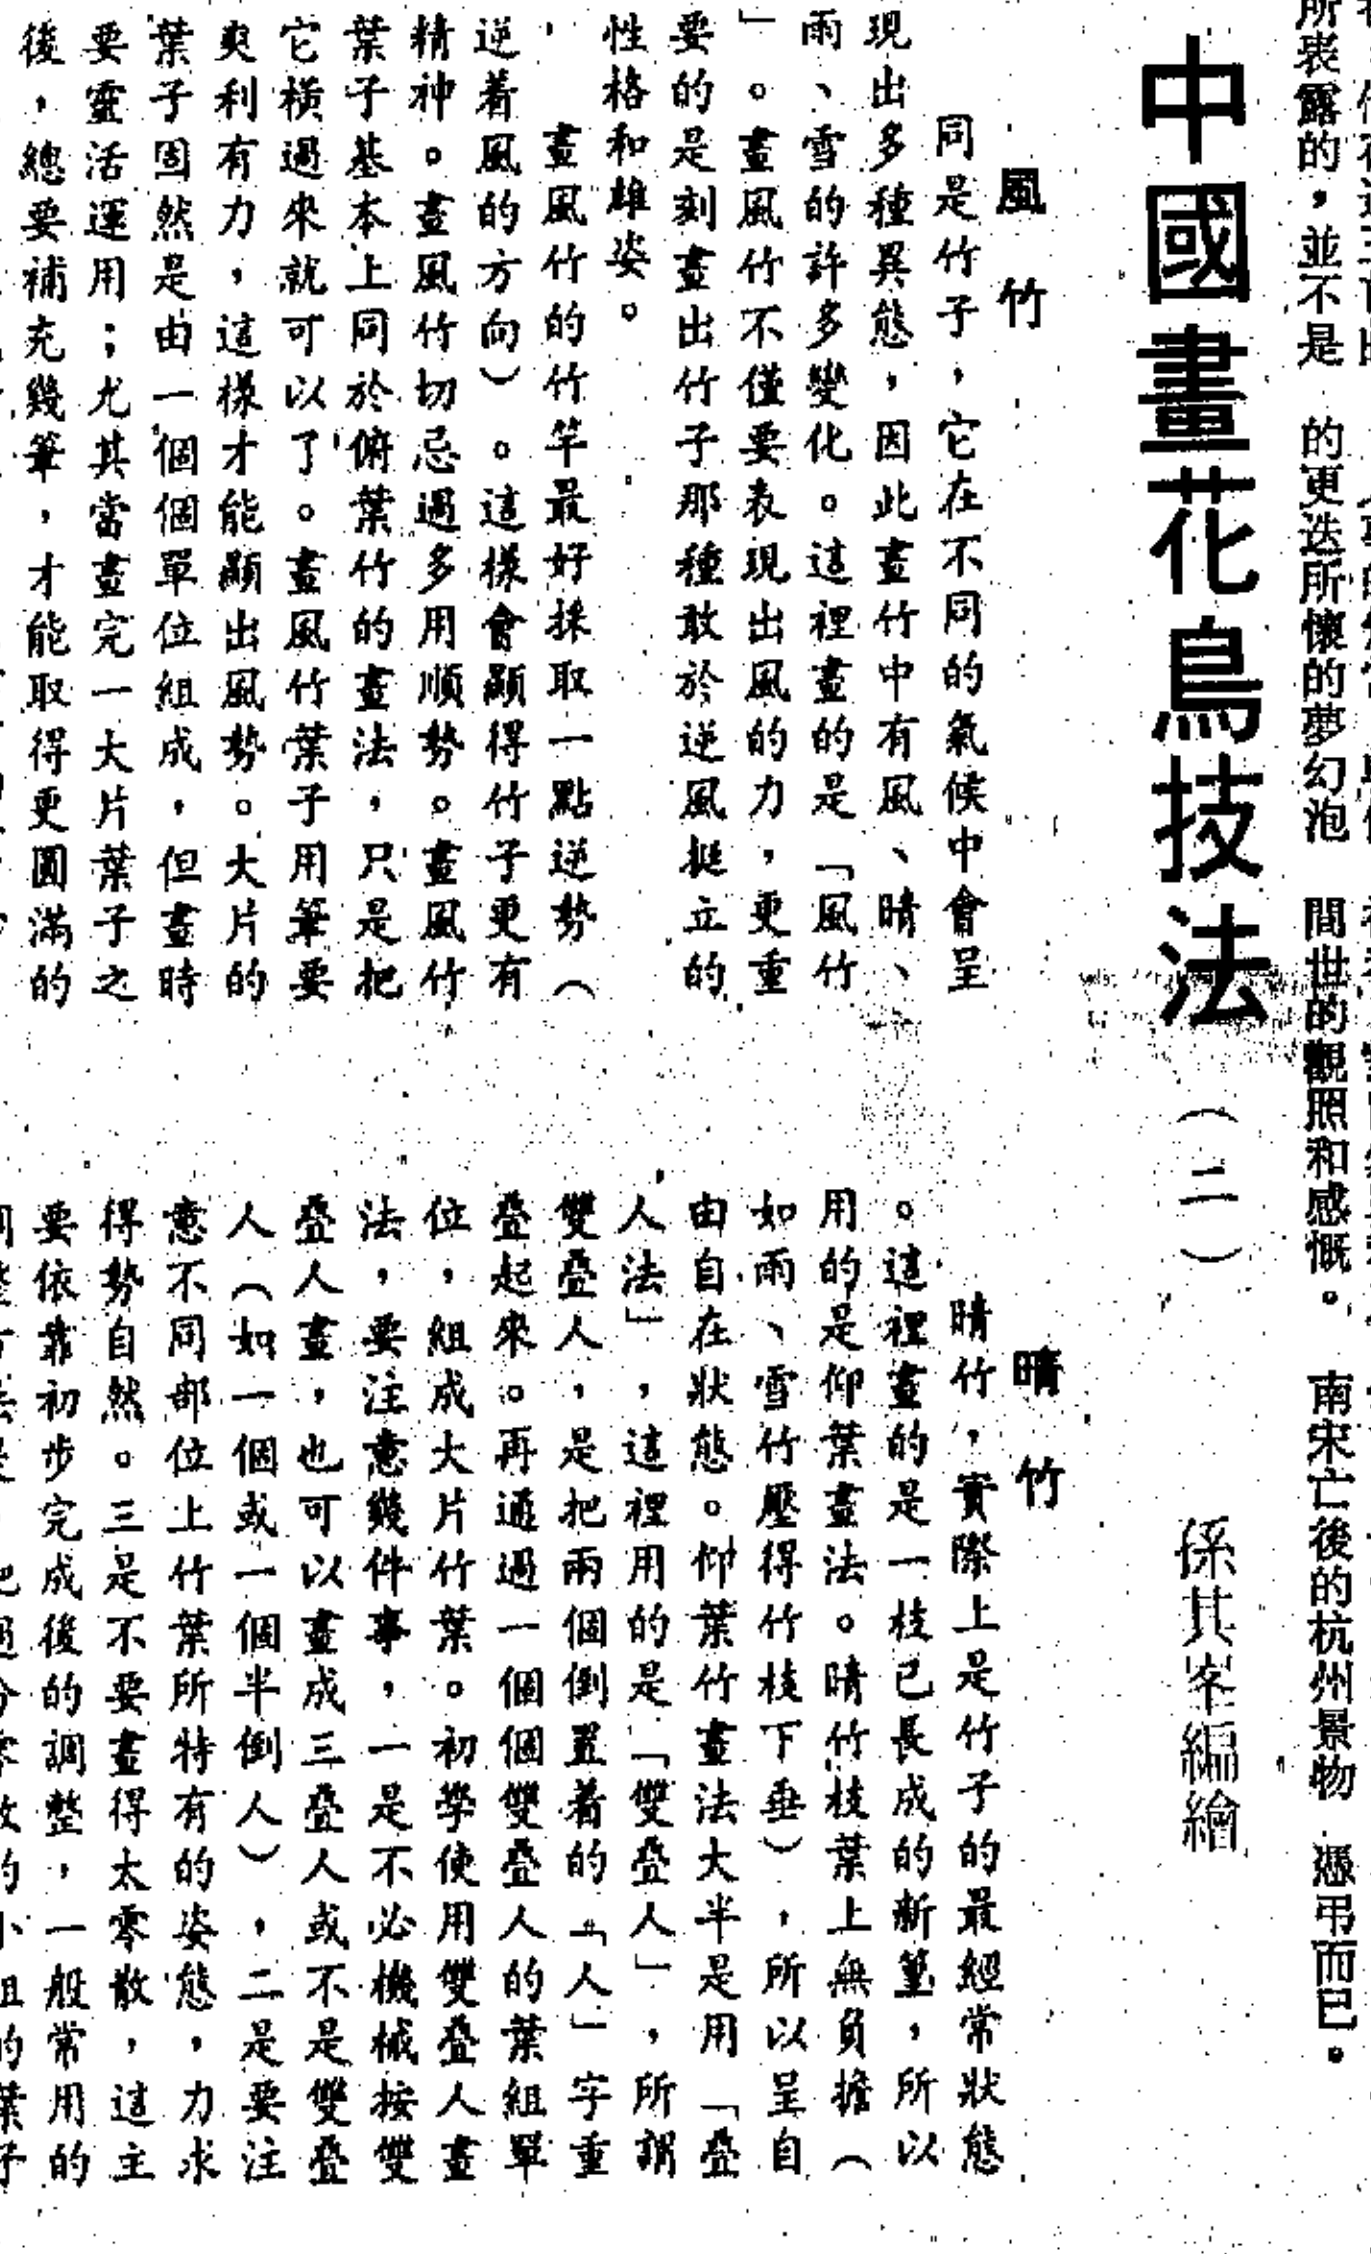 所表露的，並不是
的更迭所懷的夢幻泡
間世的觀照和感慨。
南宋亡後的杭州景物
憑弔而已。
中國畫花鳥技法（二）
孫其峯編繪
風竹
同是竹子，它在不同的氣候中會呈
現出多種異態，因此畫竹中有風、晴、
雨、雪的許多變化。這裡畫的是「風竹
」。畫風竹不僅要表現出風的力，更重
要的是刻畫出竹子那種敢於逆風挺立的
性格和雄姿。
畫風竹的竹竿最好採取一點逆勢（
逆着風的方向）。這樣會顯得竹子更有
精神。畫風竹切忌過多用順勢。畫風竹
葉子基本上同於俯葉竹的畫法，只是把
它橫過來就可以了。畫風竹葉子用筆要
爽利有力，這樣才能顯出風勢。大片的
葉子固然是由一個個單位組成，但畫時
要靈活運用；尤其當畫完一大片葉子之
後，總要補充幾筆，才能取得更圓滿的
晴竹
晴竹，實際上是竹子的最經常狀態
。這裡畫的是一枝已長成的新篁，所以
用的是仰葉畫法。晴竹枝葉上無負擔（
如雨、雪竹壓得竹枝下垂），所以呈自
由自在狀態。仰葉竹畫法大半是用「疊
人法」，這裡用的是「雙疊人」，所謂
雙疊人，是把兩個倒置着的「人」字重
疊起來。再通過一個個雙疊人的葉組單
位，組成大片竹葉。初學使用雙疊人畫
法，要注意幾件事，一是不必機械按雙
疊人畫，也可以畫成三疊人或不是雙疊
人（如一個或一個半倒人），二是要注
意不同部位上竹葉所特有的姿態，力求
得勢自然。三是不要畫得太零散，這主
要依靠初步完成後的調整，一般常用的